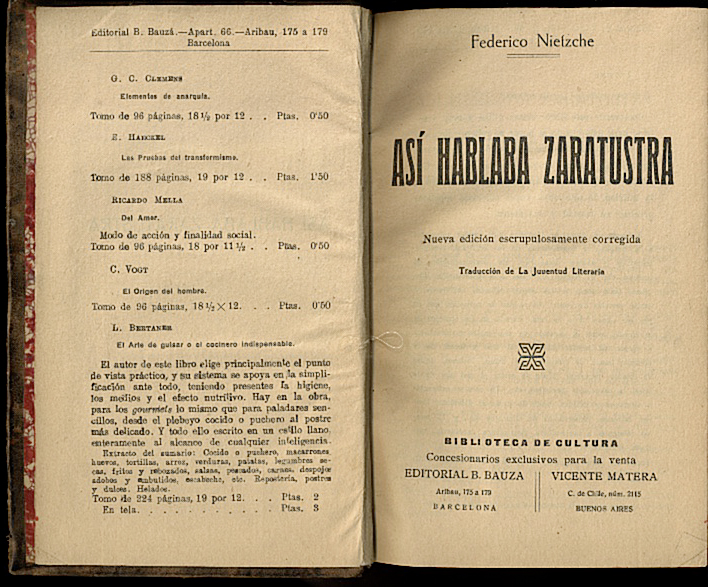 Editorial B. Bauzá.—Apart. 66.—Aribau, 175 a 179
Barcelona
G. C. Clemens
Elementos de anarquía.
Tomo de 96 páginas, 18 ½ por 12 . . Ptas. 0'50
E. Haeckel
Las Pruebas del transformismo.
Tomo de 188 páginas, 19 por 12 . . Ptas. 1'50
Ricardo Mella
Del Amor.
Modo de acción y finalidad social.
Tomo de 96 páginas, 18 por 11 ½ . . Ptas. 0'50
C. Vogt
El Origen del hombre.
Tomo de 96 páginas, 18 ½ × 12. . . Ptas. 0'50
L. Bertaner
El Arte de guisar o el cocinero indispensable.
El autor de este libro elige principalmente el punto
de vista práctico, y su sistema se apoya en la simpli-
ficación ante todo, teniendo presentes la higiene,
los medios y el efecto nutritivo. Hay en la obra,
para los gourmets lo mismo que para paladares sen-
cillos, desde el plebeyo cocido o puchero al postre
más delicado. Y todo ello escrito en un estilo llano,
enteramente al alcance de cualquier inteligencia.
Extracto del sumario: Cocido o puchero, macarrones,
huevos, tortillas, arroz, verduras, patatas, legumbres se-
cas, fritos y rebozados, salsas, pescados, carnes, despojos
adobos y embutidos, escabeche, etc. Repostería, postres
y dulces. Helados.
Tomo de 224 páginas, 19 por 12. . . Ptas. 2
En tela. . . . . . . . . . . Ptas. 3
Federico Nietzche
ASÍ HABLABA ZARATUSTRA
Nueva edición escrupulosamente corregida
Traducción de La Juventud Literaria
BIBLIOTECA DE CULTURA
Concesionarios exclusivos para la venta
EDITORIAL B. BAUZA
Aribau, 175 a 179
BARCELONA
VICENTE MATERA
C. de Chile, núm. 2115
BUENOS AIRES